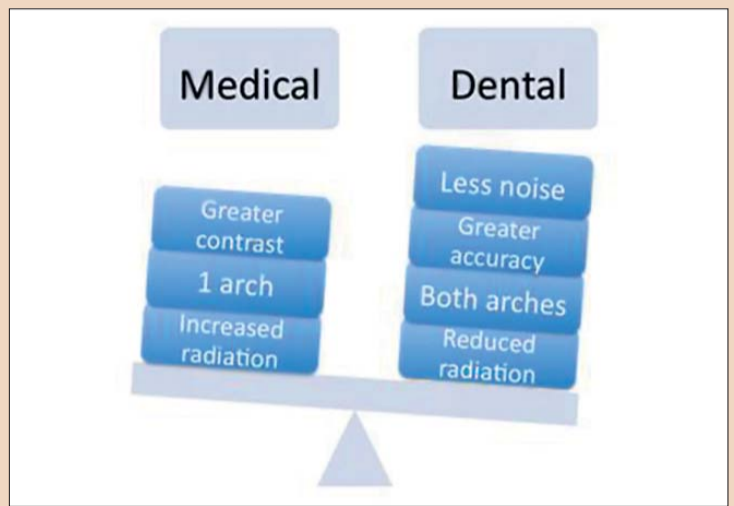 Medical
Dental
Greater
contrast
1 arch
Increased
radiation
Less noise
Greater
accuracy
Both arches
Reduced
radiation